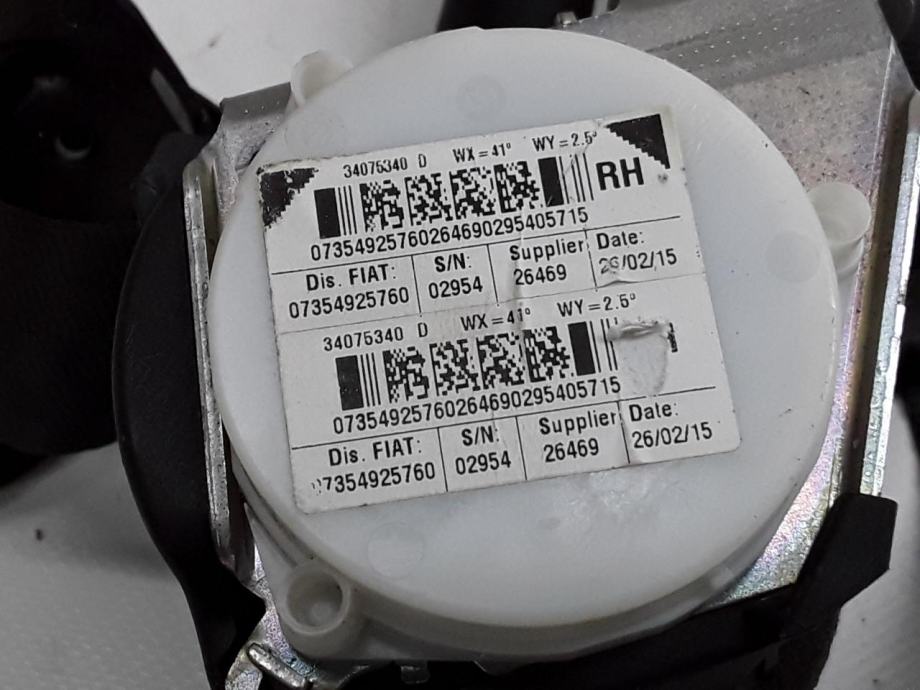 34075340 D WX=41° WY=2.5°
RH
07354925760264690295405715
Dis. FIAT: S/N: Supplier: Date:
07354925760 02954 26469 26/02/15
34075340 D WX=41° WY=2.5°
07354925760264690295405715
Dis. FIAT: S/N: Supplier: Date:
07354925760 02954 26469 26/02/15